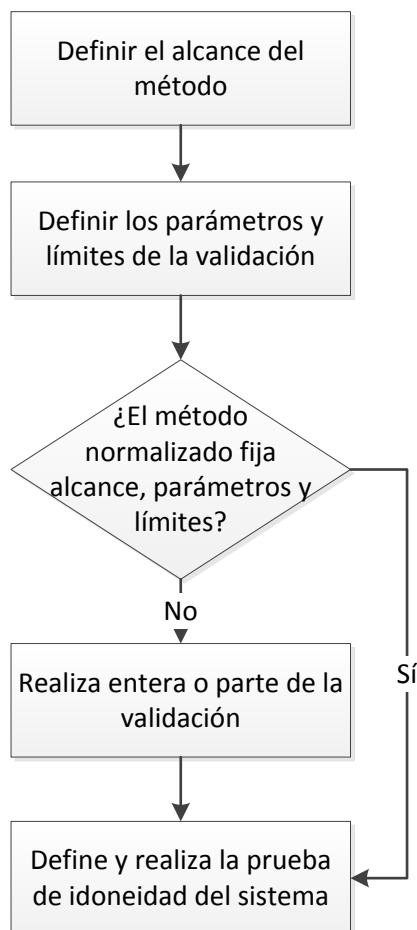 Definir el alcance del
método
Definir los parámetros y
límites de la validación
¿El método
normalizado fija
alcance, parámetros y
límites?
No
Sí
Realiza entera o parte de la
validación
Define y realiza la prueba
de idoneidad del sistema